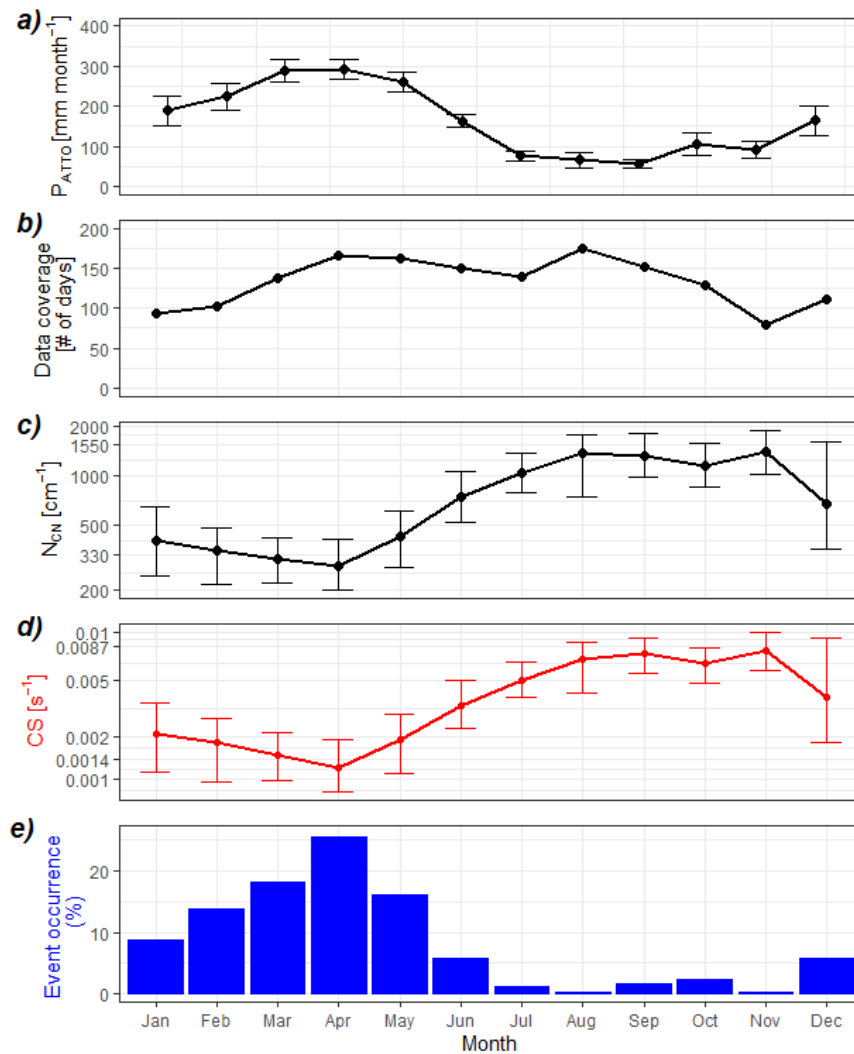 a)
P_ATTO [mm month⁻¹]
400
300
200
100
0
b)
Data coverage
[# of days]
200
150
100
50
0
c)
N_CN [cm⁻¹]
2000
1550
1000
500
330
200
d)
CS [s⁻¹]
0.01
0.0087
0.005
0.002
0.0014
0.001
e)
Event occurrence
(%)
20
10
0
Jan Feb Mar Apr May Jun Jul Aug Sep Oct Nov Dec
Month